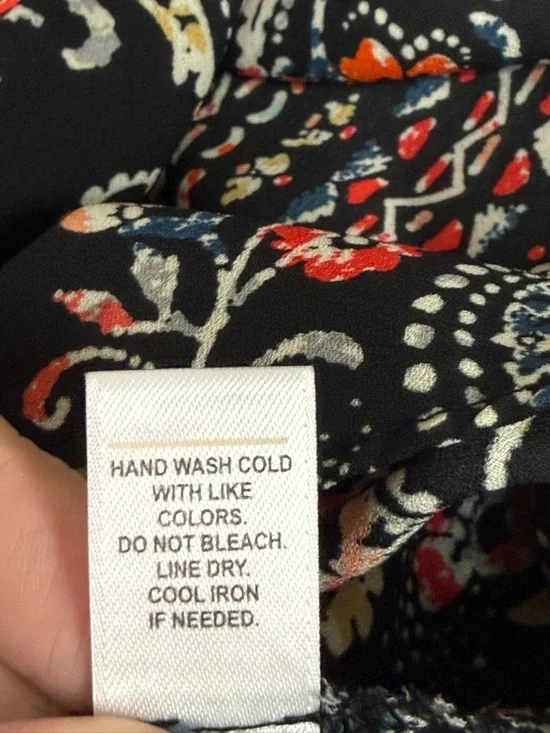 HAND WASH COLD
WITH LIKE
COLORS.
DO NOT BLEACH.
LINE DRY.
COOL IRON
IF NEEDED.